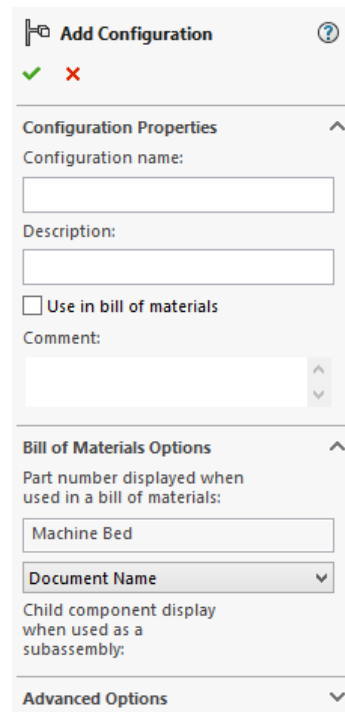 Add Configuration
Configuration Properties
Configuration name:
Description:
Use in bill of materials
Comment:
Bill of Materials Options
Part number displayed when
used in a bill of materials:
Machine Bed
Document Name
Child component display
when used as a
subassembly:
Advanced Options